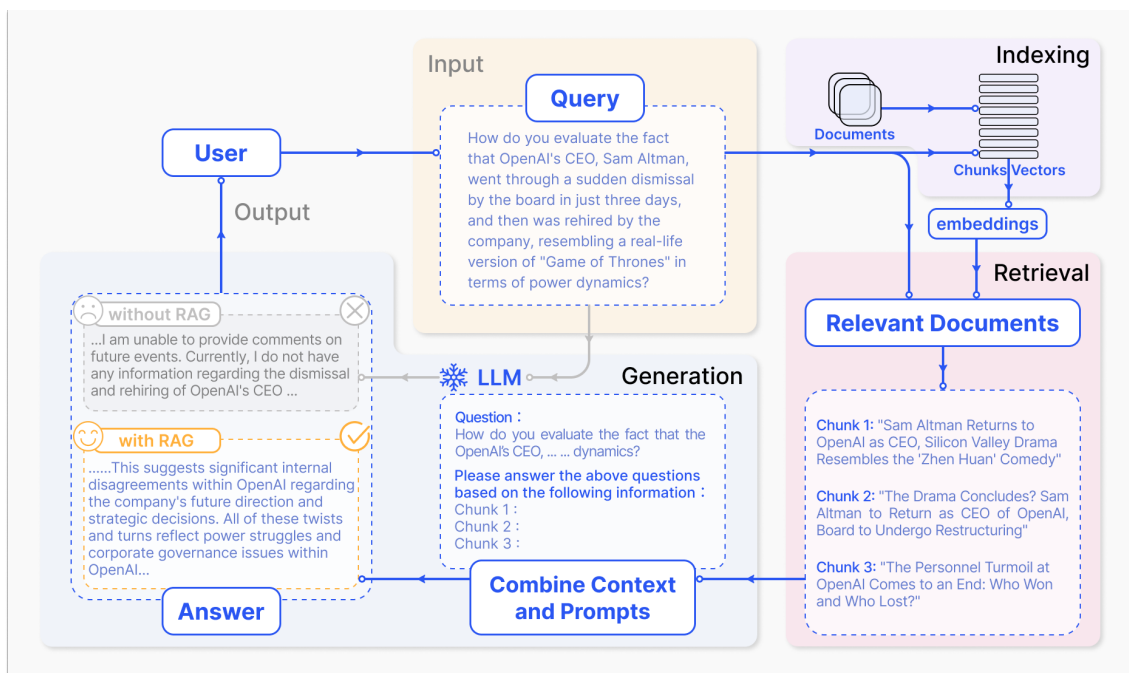 Input
Query
How do you evaluate the fact
that OpenAI's CEO, Sam Altman,
went through a sudden dismissal
by the board in just three days,
and then was rehired by the
company, resembling a real-life
version of "Game of Thrones" in
terms of power dynamics?
Indexing
Documents
Chunks Vectors
embeddings
User
Output
Retrieval
Relevant Documents
Chunk 1: "Sam Altman Returns to
OpenAI as CEO, Silicon Valley Drama
Resembles the 'Zhen Huan' Comedy"
Chunk 2: "The Drama Concludes? Sam
Altman to Return as CEO of OpenAI,
Board to Undergo Restructuring"
Chunk 3: "The Personnel Turmoil at
OpenAI Comes to an End: Who Won
and Who Lost?"
Generation
LLM
Question :
How do you evaluate the fact that the
OpenAI's CEO, ... ... dynamics?
Please answer the above questions
based on the following information :
Chunk 1 :
Chunk 2 :
Chunk 3 :
Combine Context
and Prompts
without RAG
...I am unable to provide comments on
future events. Currently, I do not have
any information regarding the dismissal
and rehiring of OpenAI's CEO ...
with RAG
......This suggests significant internal
disagreements within OpenAI regarding
the company's future direction and
strategic decisions. All of these twists
and turns reflect power struggles and
corporate governance issues within
OpenAI...
Answer